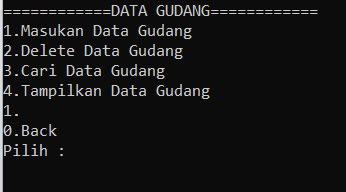 ============DATA GUDANG============
1.Masukan Data Gudang
2.Delete Data Gudang
3.Cari Data Gudang
4.Tampilkan Data Gudang
1.
0.Back
Pilih :